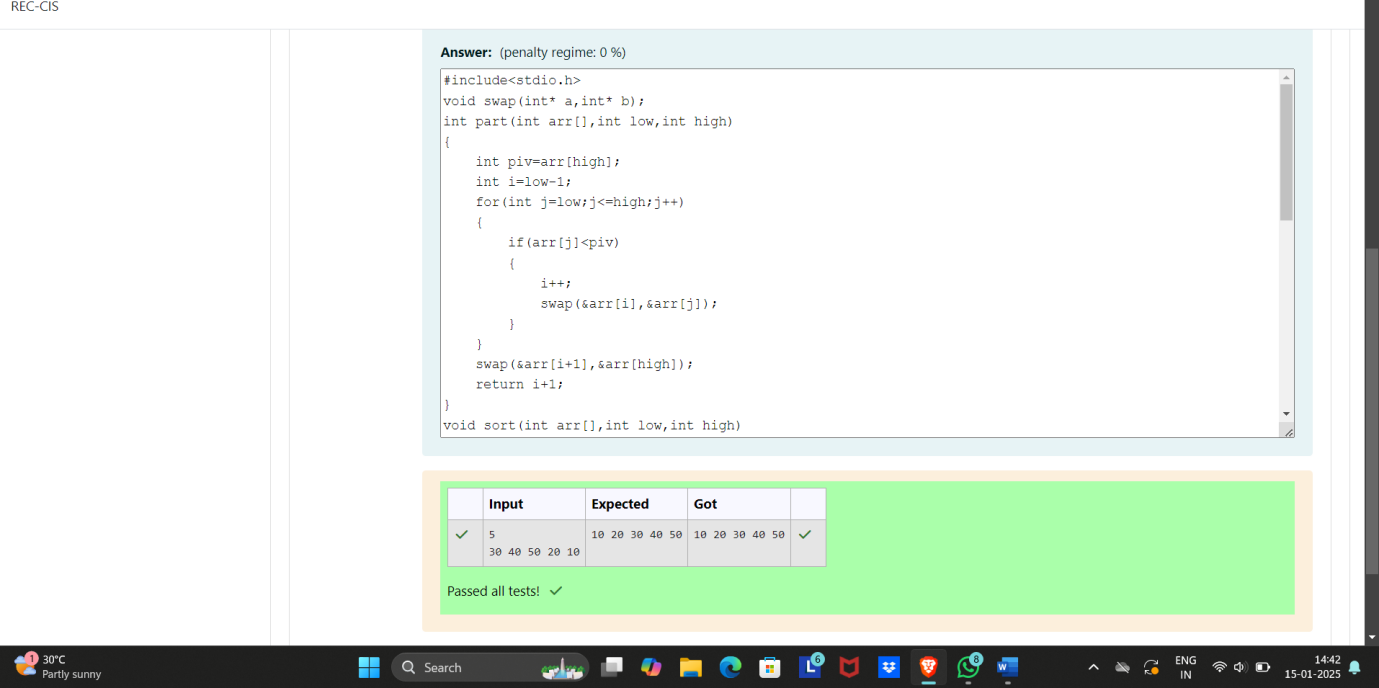 REC-CIS
Answer: (penalty regime: 0 %)
#include<stdio.h>
void swap(int* a,int* b);
int part(int arr[],int low,int high)
{
    int piv=arr[high];
    int i=low-1;
    for(int j=low;j<=high;j++)
    {
        if(arr[j]<piv)
        {
            i++;
            swap(&arr[i],&arr[j]);
        }
    }
    swap(&arr[i+1],&arr[high]);
    return i+1;
}
void sort(int arr[],int low,int high)
Input Expected Got
5 10 20 30 40 50 10 20 30 40 50
30 40 50 20 10
Passed all tests!
1 30°C
Partly sunny
Search
L 6
8
W
ENG
IN
14:42
15-01-2025